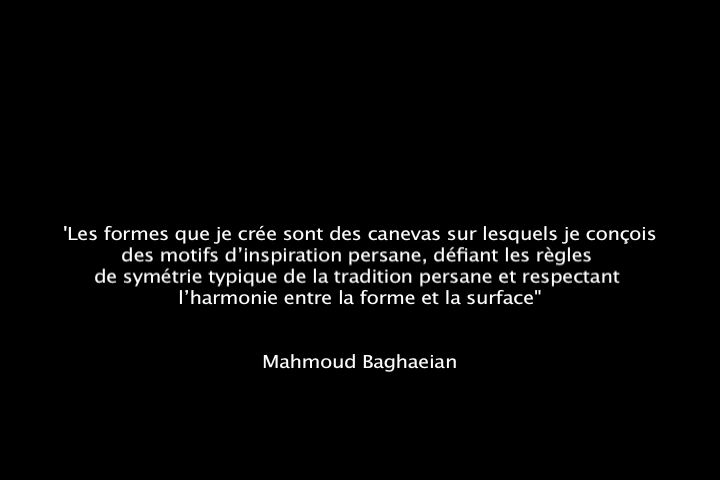 'Les formes que je crée sont des canevas sur lesquels je conçois
des motifs d’inspiration persane, défiant les règles
de symétrie typique de la tradition persane et respectant
l’harmonie entre la forme et la surface"
Mahmoud Baghaeian